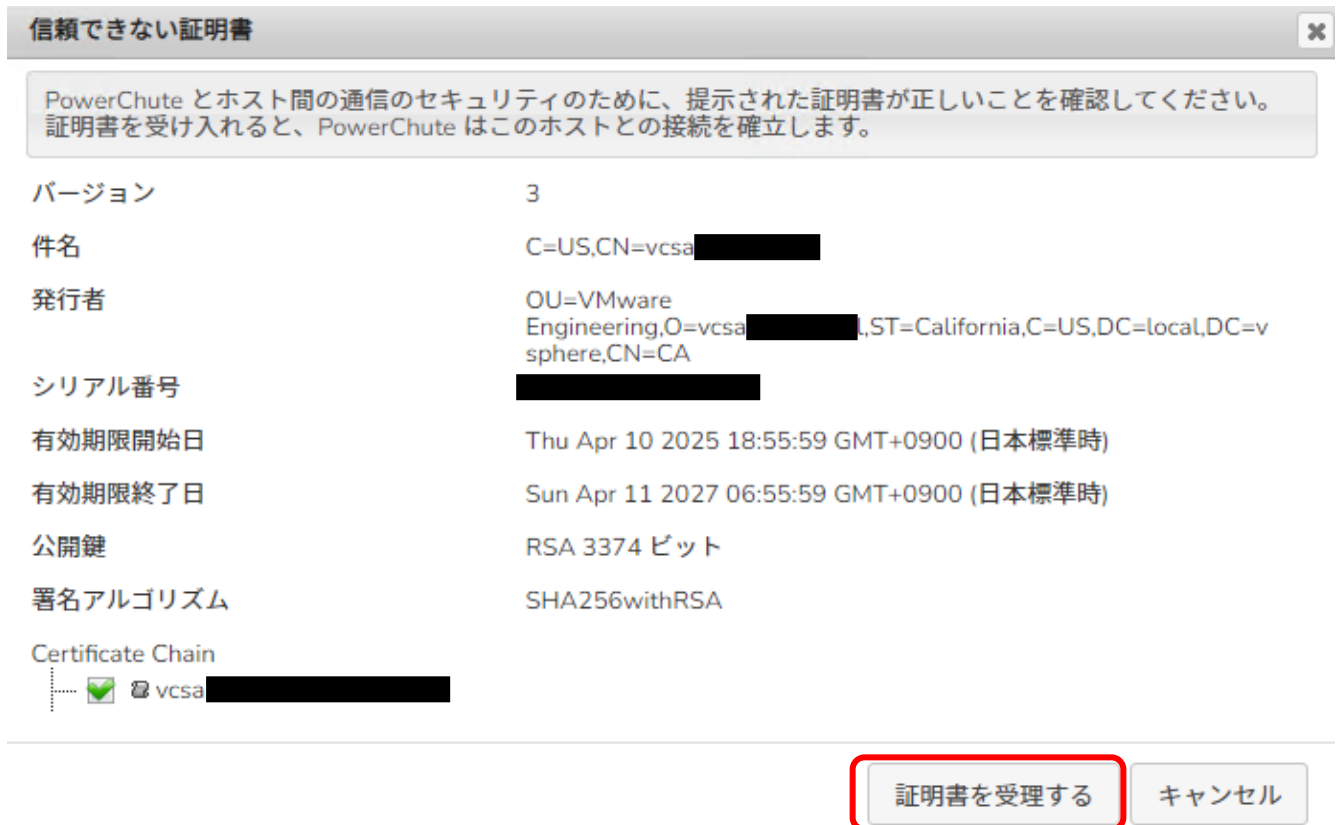 信頼できない証明書
PowerChute とホスト間の通信のセキュリティのために、提示された証明書が正しいことを確認してください。
証明書を受け入れると、PowerChute はこのホストとの接続を確立します。
バージョン 3
件名 C=US,CN=vcsa
発行者 OU=VMware
Engineering,O=vcsa l,ST=California,C=US,DC=local,DC=v
sphere,CN=CA
シリアル番号
有効期限開始日 Thu Apr 10 2025 18:55:59 GMT+0900 (日本標準時)
有効期限終了日 Sun Apr 11 2027 06:55:59 GMT+0900 (日本標準時)
公開鍵 RSA 3374 ビット
署名アルゴリズム SHA256withRSA
Certificate Chain
vcsa
証明書を受理する キャンセル